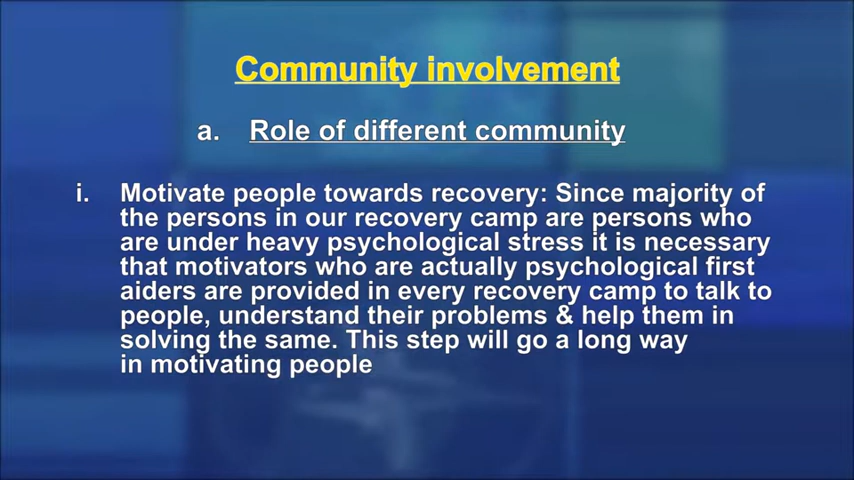 Community involvement
a. Role of different community
i. Motivate people towards recovery: Since majority of
the persons in our recovery camp are persons who
are under heavy psychological stress it is necessary
that motivators who are actually psychological first
aiders are provided in every recovery camp to talk to
people, understand their problems & help them in
solving the same. This step will go a long way
in motivating people